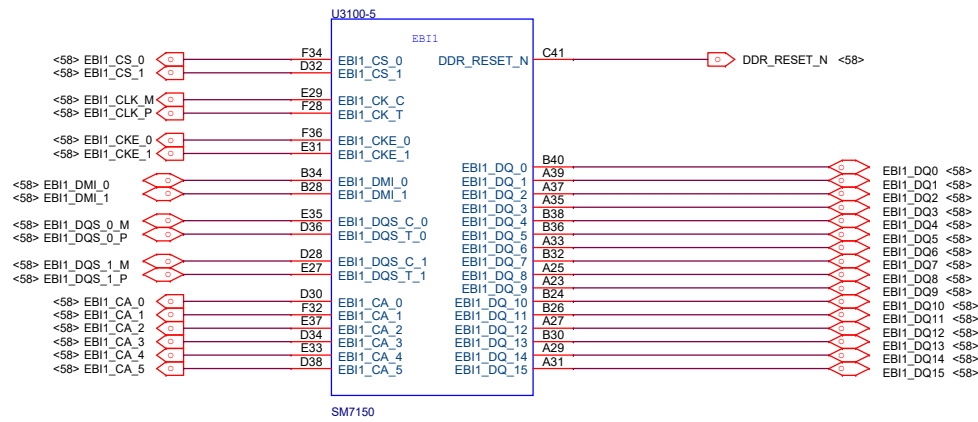 U3100-5
EBI1
<58> EBI1_CS_0 F34 EBI1_CS_0 DDR_RESET_N C41 DDR_RESET_N <58>
<58> EBI1_CS_1 D32 EBI1_CS_1
<58> EBI1_CLK_M E29 EBI1_CK_C
<58> EBI1_CLK_P F28 EBI1_CK_T
<58> EBI1_CKE_0 F36 EBI1_CKE_0
<58> EBI1_CKE_1 E31 EBI1_CKE_1
EBI1_DQ_0 B40 EBI1_DQ0 <58>
<58> EBI1_DMI_0 B34 EBI1_DMI_0 EBI1_DQ_1 A39 EBI1_DQ1 <58>
<58> EBI1_DMI_1 B28 EBI1_DMI_1 EBI1_DQ_2 A37 EBI1_DQ2 <58>
EBI1_DQ_3 A35 EBI1_DQ3 <58>
<58> EBI1_DQS_0_M E35 EBI1_DQS_C_0 EBI1_DQ_4 B38 EBI1_DQ4 <58>
<58> EBI1_DQS_0_P D36 EBI1_DQS_T_0 EBI1_DQ_5 B36 EBI1_DQ5 <58>
EBI1_DQ_6 A33 EBI1_DQ6 <58>
<58> EBI1_DQS_1_M D28 EBI1_DQS_C_1 EBI1_DQ_7 B32 EBI1_DQ7 <58>
<58> EBI1_DQS_1_P E27 EBI1_DQS_T_1 EBI1_DQ_8 A25 EBI1_DQ8 <58>
EBI1_DQ_9 A23 EBI1_DQ9 <58>
<58> EBI1_CA_0 D30 EBI1_CA_0 EBI1_DQ_10 B24 EBI1_DQ10 <58>
<58> EBI1_CA_1 F32 EBI1_CA_1 EBI1_DQ_11 B26 EBI1_DQ11 <58>
<58> EBI1_CA_2 E37 EBI1_CA_2 EBI1_DQ_12 A27 EBI1_DQ12 <58>
<58> EBI1_CA_3 D34 EBI1_CA_3 EBI1_DQ_13 B30 EBI1_DQ13 <58>
<58> EBI1_CA_4 E33 EBI1_CA_4 EBI1_DQ_14 A29 EBI1_DQ14 <58>
<58> EBI1_CA_5 D38 EBI1_CA_5 EBI1_DQ_15 A31 EBI1_DQ15 <58>
SM7150